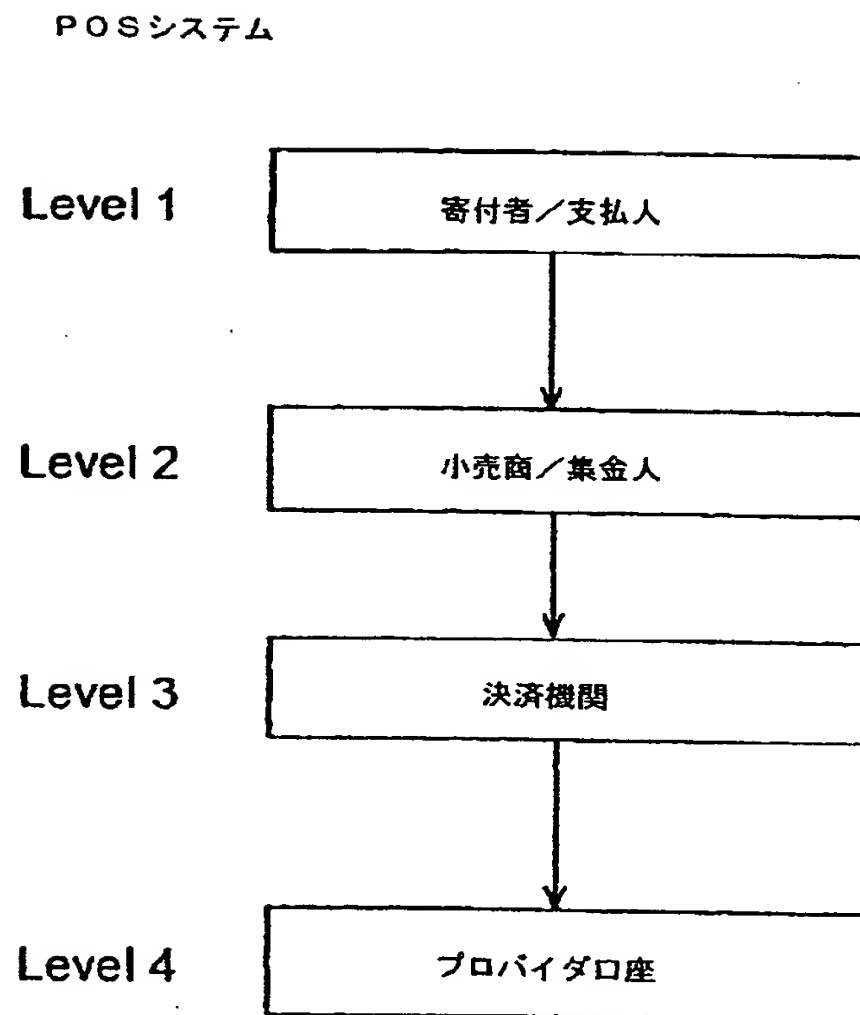 POSシステム
Level 1 寄付者／支払人
Level 2 小売商／集金人
Level 3 決済機関
Level 4 プロバイダ口座